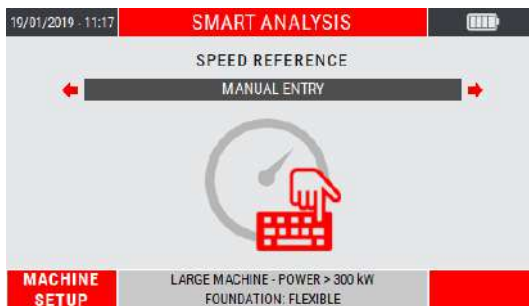 19/01/2019 - 11:17 SMART ANALYSIS
SPEED REFERENCE
MANUAL ENTRY
MACHINE SETUP
LARGE MACHINE - POWER > 300 kW
FOUNDATION: FLEXIBLE